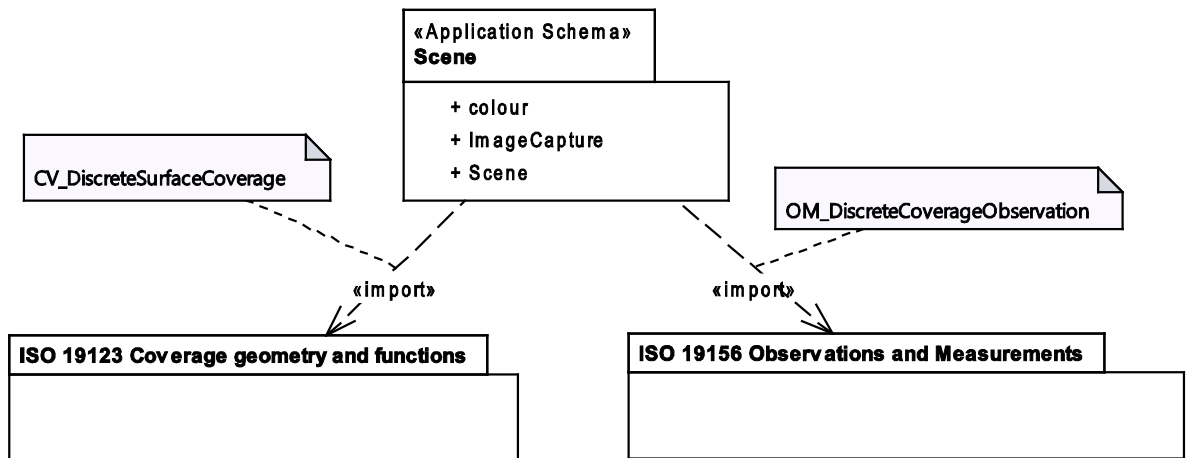 «Application Schema»
Scene
+ colour
+ ImageCapture
+ Scene
CV_DiscreteSurfaceCoverage
OM_DiscreteCoverageObservation
«import»
«import»
ISO 19123 Coverage geometry and functions
ISO 19156 Observations and Measurements